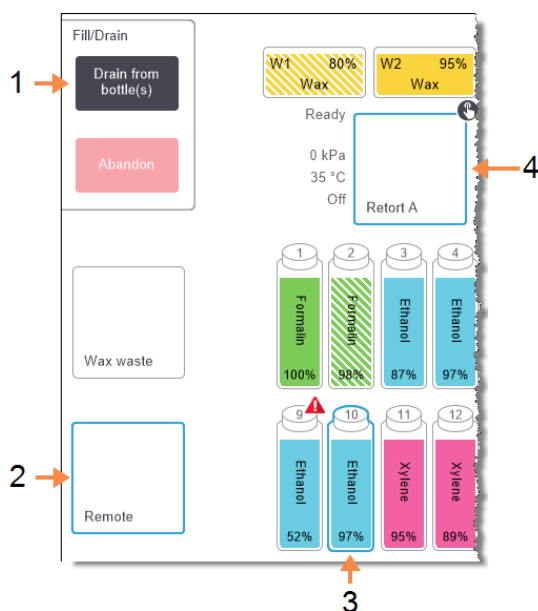 Fill/Drain
1
Drain from
bottle(s)
Abandon
W1 80%
Wax
W2 95%
Wax
Ready
0 kPa
35 °C
Off
Retort A
4
Wax waste
1
Formalin
100%
2
Formalin
98%
3
Ethanol
87%
4
Ethanol
97%
2
Remote
9
Ethanol
52%
10
Ethanol
97%
11
Xylene
95%
12
Xylene
89%
3